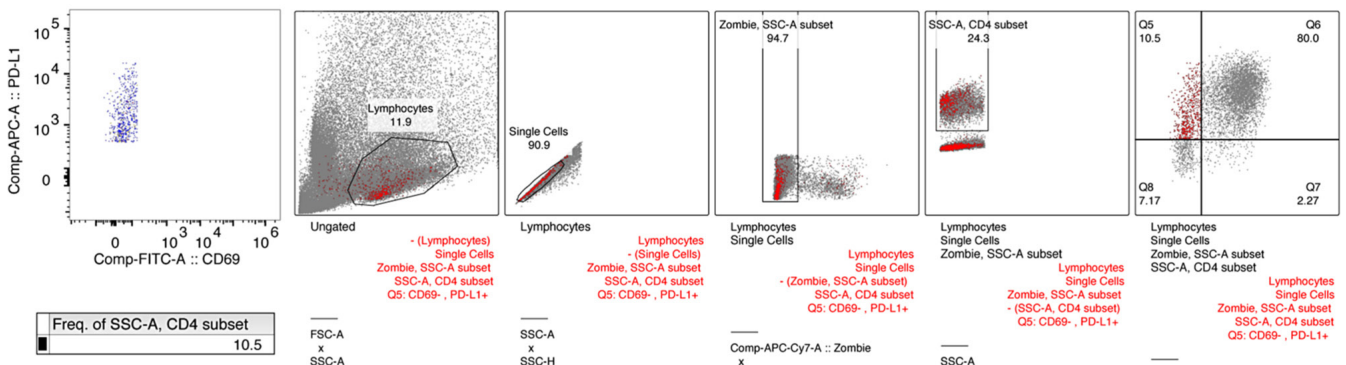 10^5
10^4
10^3
0
Comp-APC-A :: PD-L1
0
10^3
10^4
10^6
Comp-FITC-A :: CD69
Freq. of SSC-A, CD4 subset
10.5
Lymphocytes
11.9
Ungated
- (Lymphocytes)
Single Cells
Zombie, SSC-A subset
SSC-A, CD4 subset
Q5: CD69- , PD-L1+
FSC-A
x
SSC-A
Single Cells
90.9
Lymphocytes
Lymphocytes
- (Single Cells)
Zombie, SSC-A subset
SSC-A, CD4 subset
Q5: CD69- , PD-L1+
SSC-A
x
SSC-H
Zombie, SSC-A subset
94.7
Lymphocytes
Single Cells
Lymphocytes
Single Cells
- (Zombie, SSC-A subset)
SSC-A, CD4 subset
Q5: CD69- , PD-L1+
Comp-APC-Cy7-A :: Zombie
x
SSC-A, CD4 subset
24.3
Lymphocytes
Single Cells
Zombie, SSC-A subset
Lymphocytes
Single Cells
Zombie, SSC-A subset
- (SSC-A, CD4 subset)
Q5: CD69- , PD-L1+
SSC-A
Q5
10.5
Q6
80.0
Q8
7.17
Q7
2.27
Lymphocytes
Single Cells
Zombie, SSC-A subset
SSC-A, CD4 subset
Lymphocytes
Single Cells
Zombie, SSC-A subset
SSC-A, CD4 subset
Q5: CD69- , PD-L1+